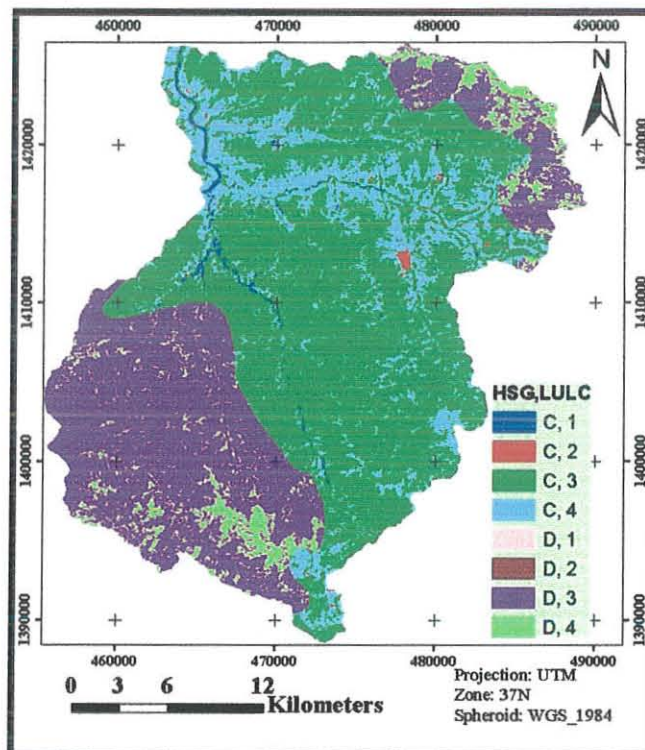 460000 470000 480000 490000
N
1420000 1420000
1410000 1410000
HSG,LULC
C, 1
C, 2
1400000 C, 3 1400000
C, 4
D, 1
D, 2
D, 3
1390000 D, 4 1390000
460000 470000 480000 490000
Projection: UTM
0 3 6 12 Kilometers Zone: 37N
Spheroid: WGS_1984